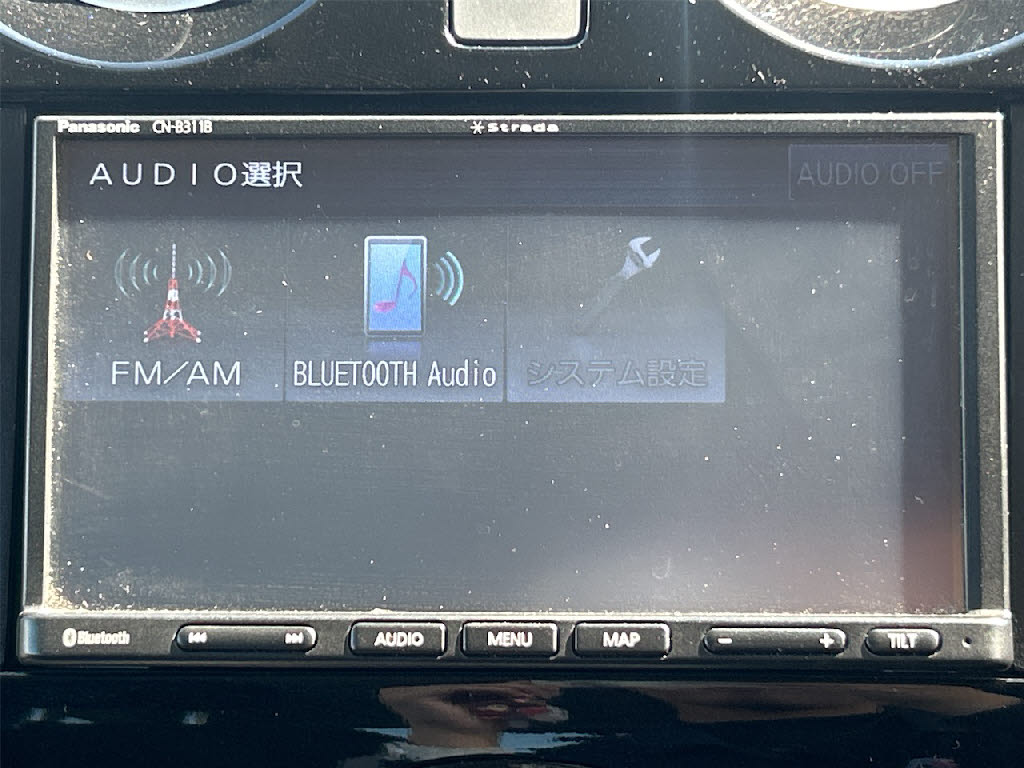 Panasonic CN-B311B
Strada
AUDIO選択
AUDIO OFF
FM/AM
BLUETOOTH Audio
システム設定
Bluetooth
AUDIO
MENU
MAP
- +
TILT